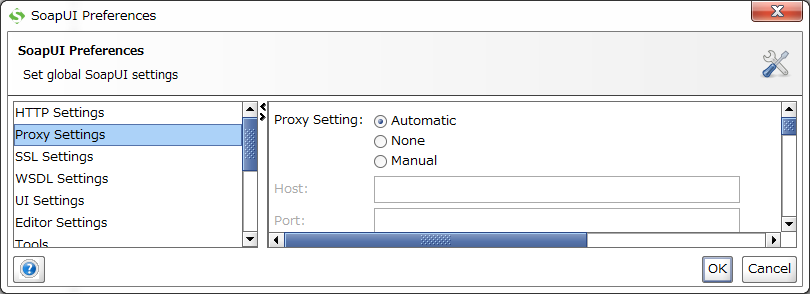 SoapUI Preferences
SoapUI Preferences
Set global SoapUI settings
HTTP Settings
Proxy Settings
SSL Settings
WSDL Settings
UI Settings
Editor Settings
Tools
Proxy Setting:
Automatic
None
Manual
Host:
Port:
OK
Cancel